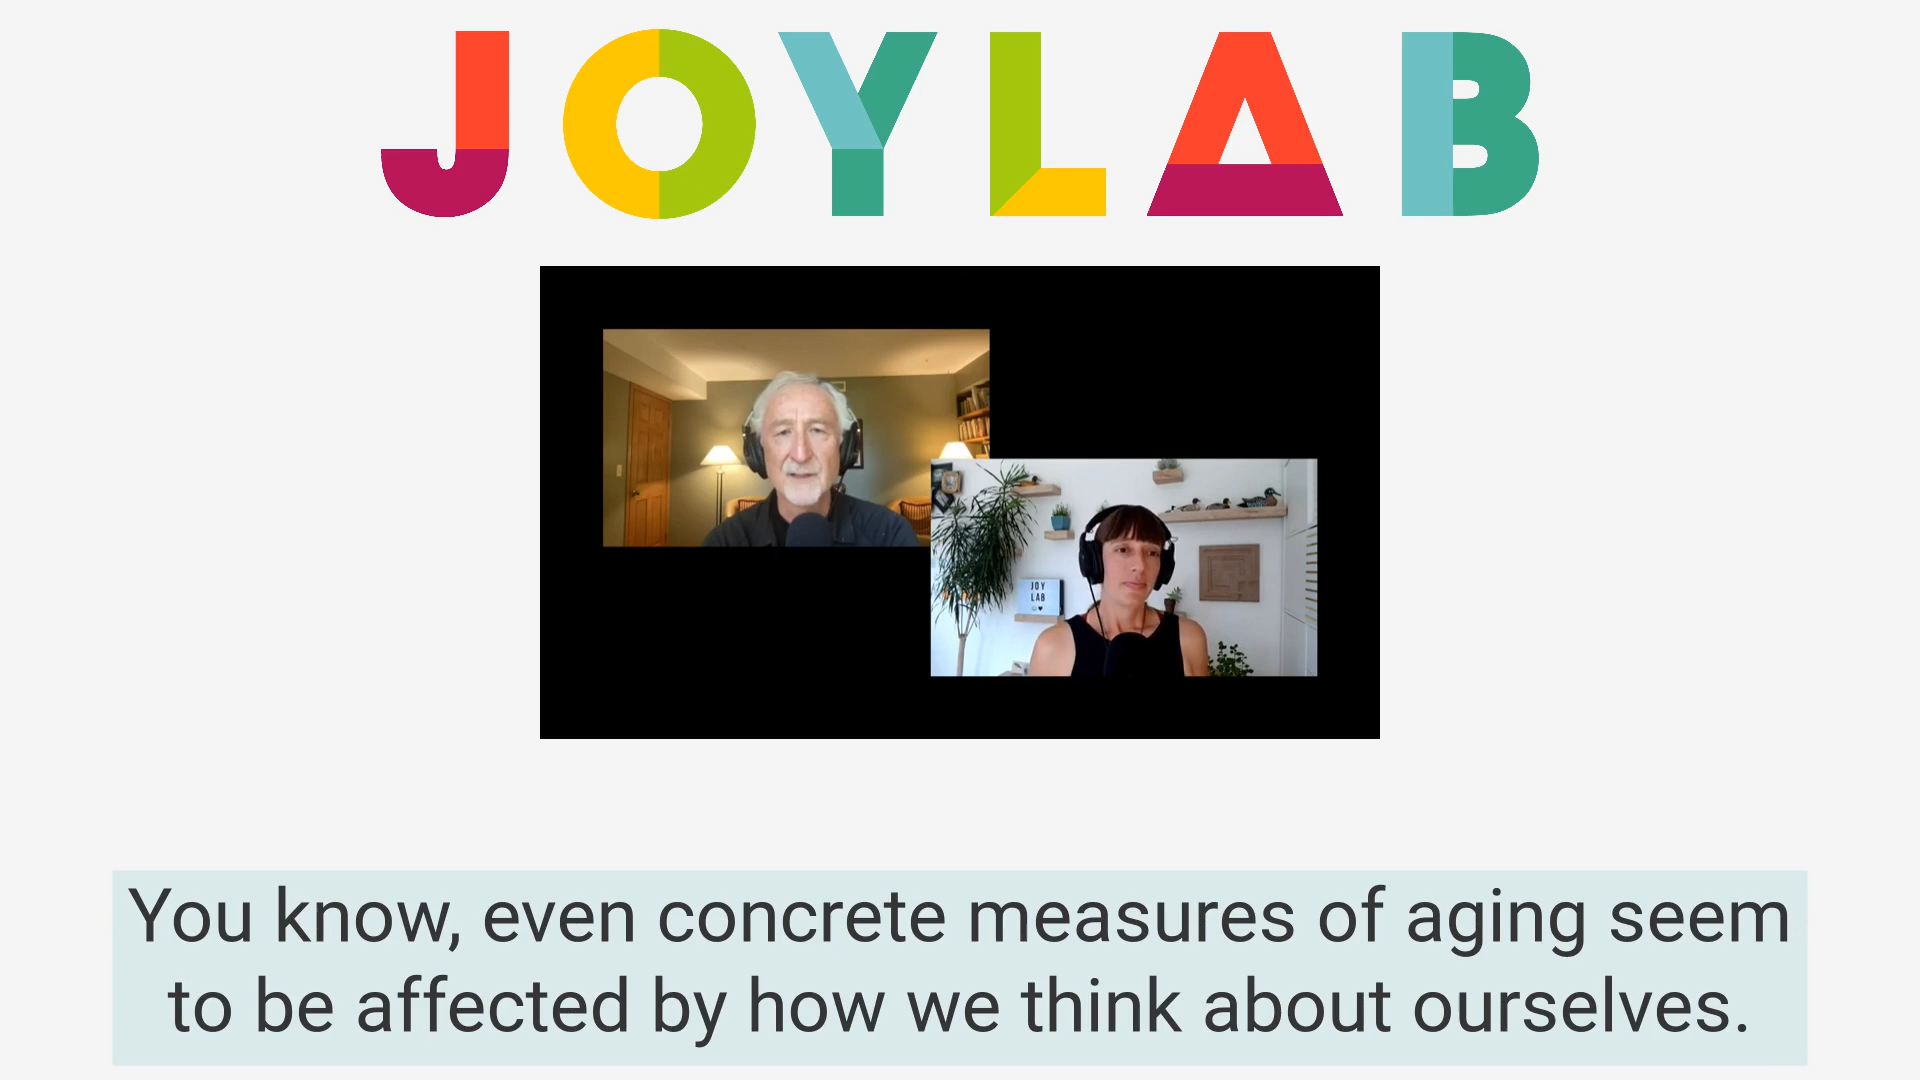 JOYLAB
JOY
LAB
You know, even concrete measures of aging seem
to be affected by how we think about ourselves.